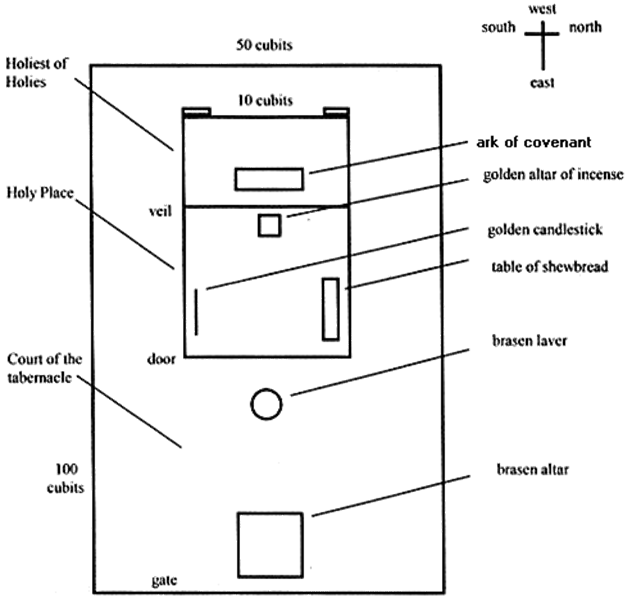 west
south north
east
50 cubits
Holiest of
Holies
10 cubits
ark of covenant
golden altar of incense
Holy Place
veil
golden candlestick
table of shewbread
brasen laver
door
Court of the
tabernacle
100
cubits
brasen altar
gate